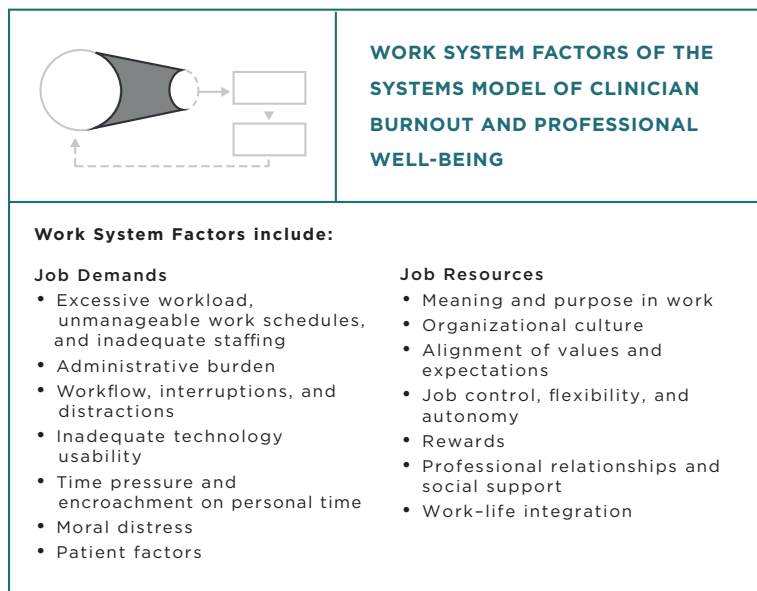 WORK SYSTEM FACTORS OF THE
SYSTEMS MODEL OF CLINICIAN
BURNOUT AND PROFESSIONAL
WELL-BEING
Work System Factors include:
Job Demands
• Excessive workload,
unmanageable work schedules,
and inadequate staffing
• Administrative burden
• Workflow, interruptions, and
distractions
• Inadequate technology
usability
• Time pressure and
encroachment on personal time
• Moral distress
• Patient factors
Job Resources
• Meaning and purpose in work
• Organizational culture
• Alignment of values and
expectations
• Job control, flexibility, and
autonomy
• Rewards
• Professional relationships and
social support
• Work–life integration